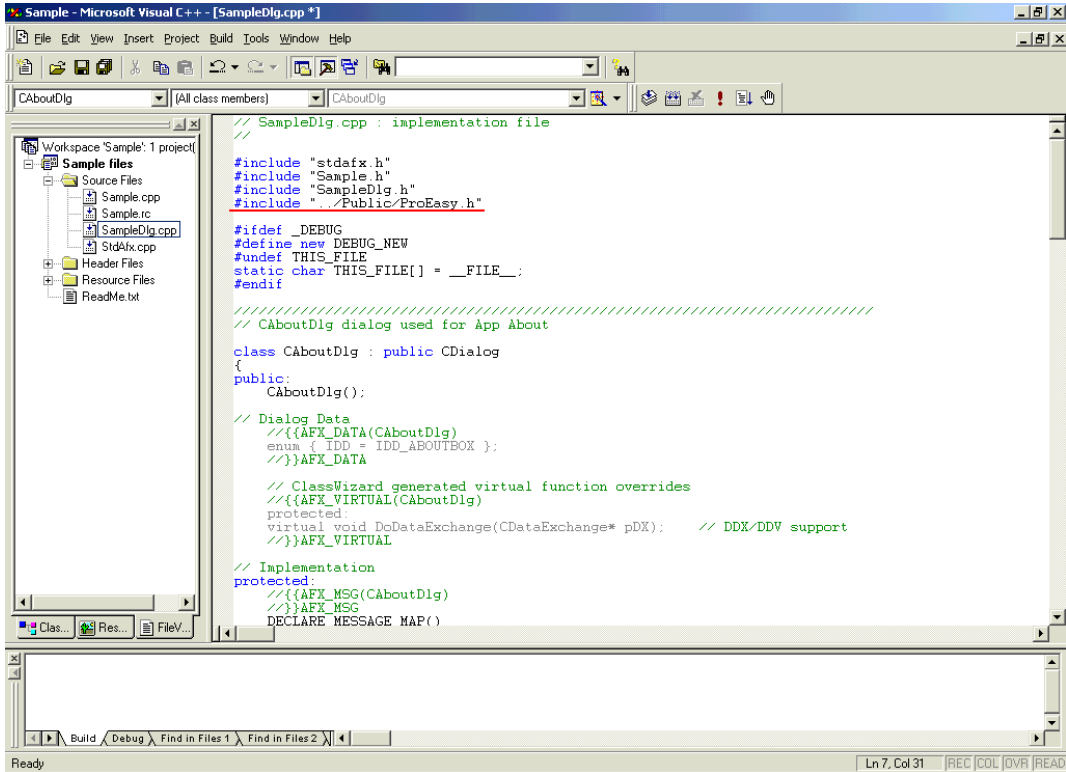 Sample - Microsoft Visual C++ - [SampleDlg.cpp *]
File Edit View Insert Project Build Tools Window Help
CAboutDlg (All class members) CAboutDlg
Workspace 'Sample': 1 project(
Sample files
Source Files
Sample.cpp
Sample.rc
SampleDlg.cpp
StdAfx.cpp
Header Files
Resource Files
ReadMe.txt
Clas... Res... FileV...
// SampleDlg.cpp : implementation file
//
#include "stdafx.h"
#include "Sample.h"
#include "SampleDlg.h"
#include "../Public/ProEasy.h"
#ifdef _DEBUG
#define new DEBUG_NEW
#undef THIS_FILE
static char THIS_FILE[] = __FILE__;
#endif
/////////////////////////////////////////////////////////////////////////////
// CAboutDlg dialog used for App About
class CAboutDlg : public CDialog
{
public:
CAboutDlg();
// Dialog Data
//{{AFX_DATA(CAboutDlg)
enum { IDD = IDD_ABOUTBOX };
//}}AFX_DATA
// ClassWizard generated virtual function overrides
//{{AFX_VIRTUAL(CAboutDlg)
protected:
virtual void DoDataExchange(CDataExchange* pDX); // DDX/DDV support
//}}AFX_VIRTUAL
// Implementation
protected:
//{{AFX_MSG(CAboutDlg)
//}}AFX_MSG
DECLARE_MESSAGE_MAP()
Build Debug Find in Files 1 Find in Files 2
Ready Ln 7, Col 31 REC COL OVR READ